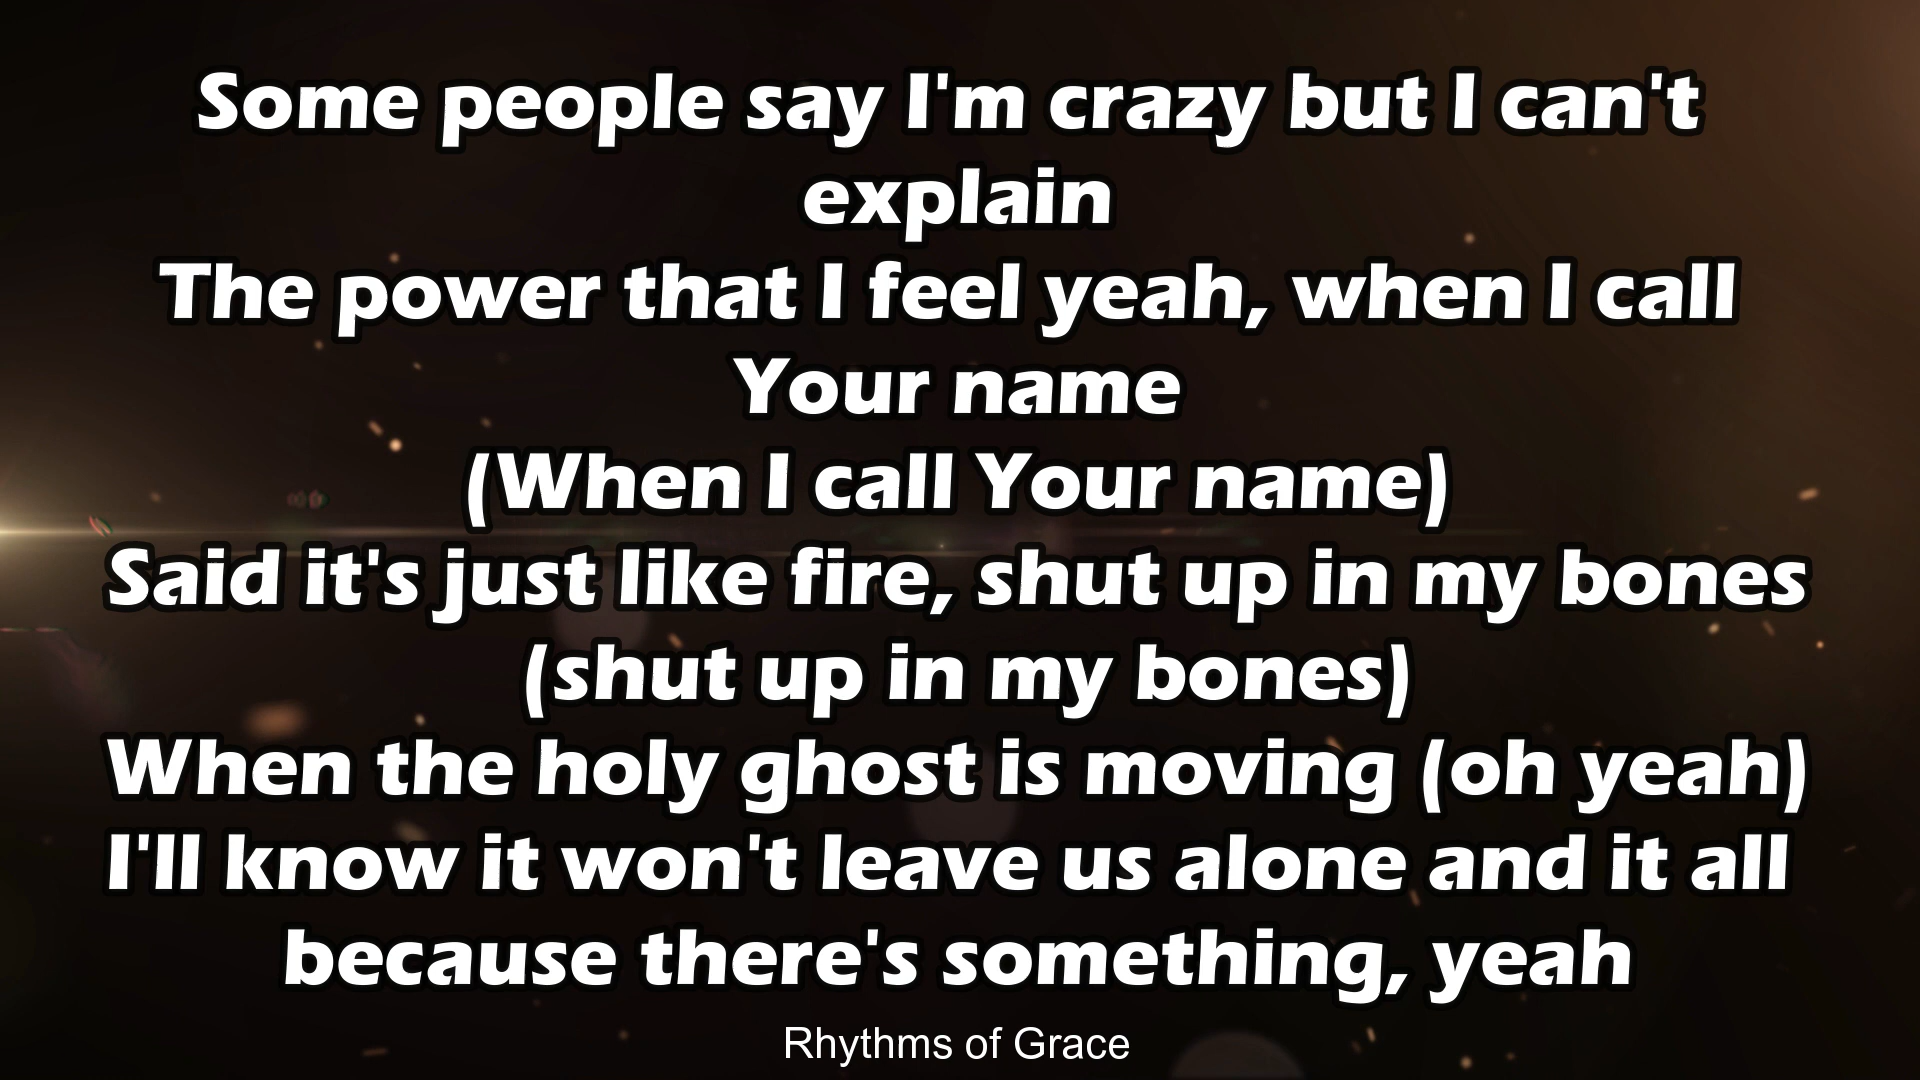 Some people say I'm crazy but I can't
explain
The power that I feel yeah, when I call
Your name
(When I call Your name)
Said it's just like fire, shut up in my bones
(shut up in my bones)
When the holy ghost is moving (oh yeah)
I'll know it won't leave us alone and it all
because there's something, yeah
Rhythms of Grace